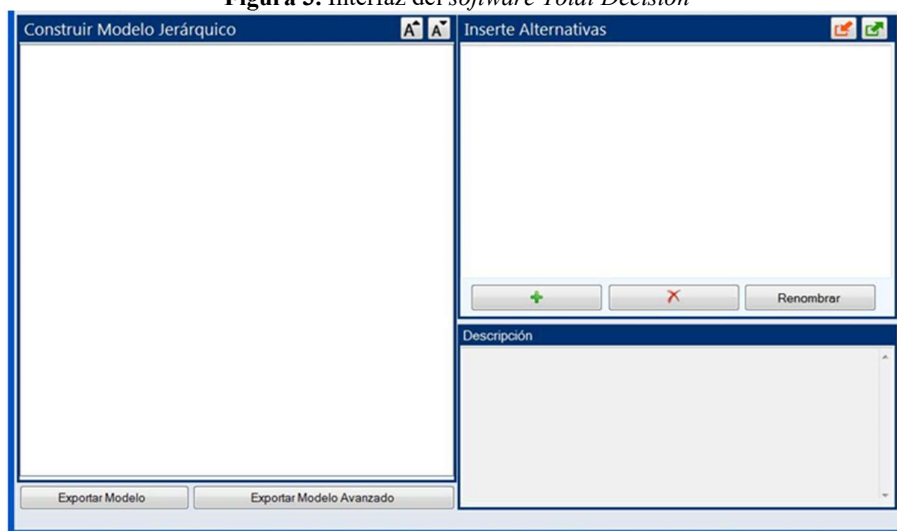 Figura 3. Interfaz del software Total Decision
Construir Modelo Jerárquico
A A
Inserte Alternativas
Renombrar
Descripción
Exportar Modelo
Exportar Modelo Avanzado